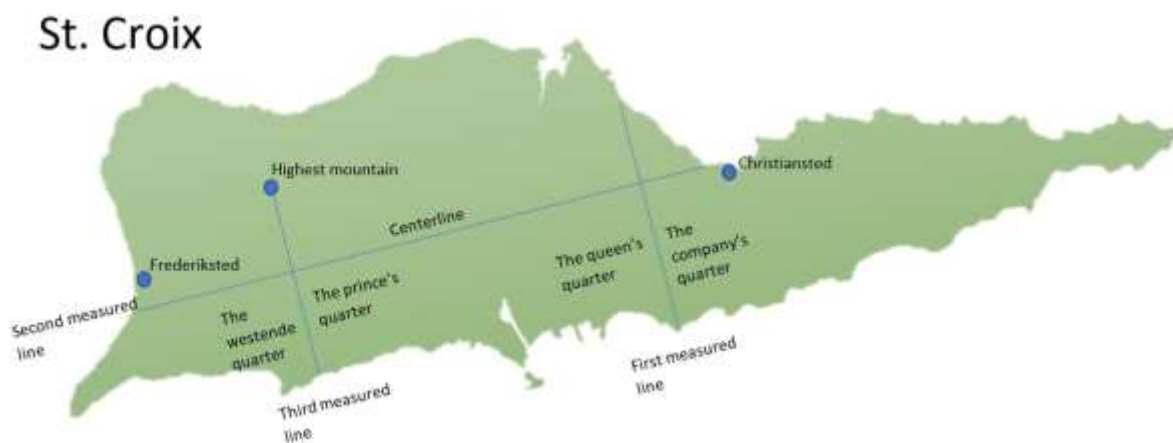 St. Croix
Highest mountain
Christiansted
Centerline
Frederiksted
The queen's
quarter
The
company's
quarter
The prince's
quarter
Second measured
line
The
westende
quarter
First measured
line
Third measured
line